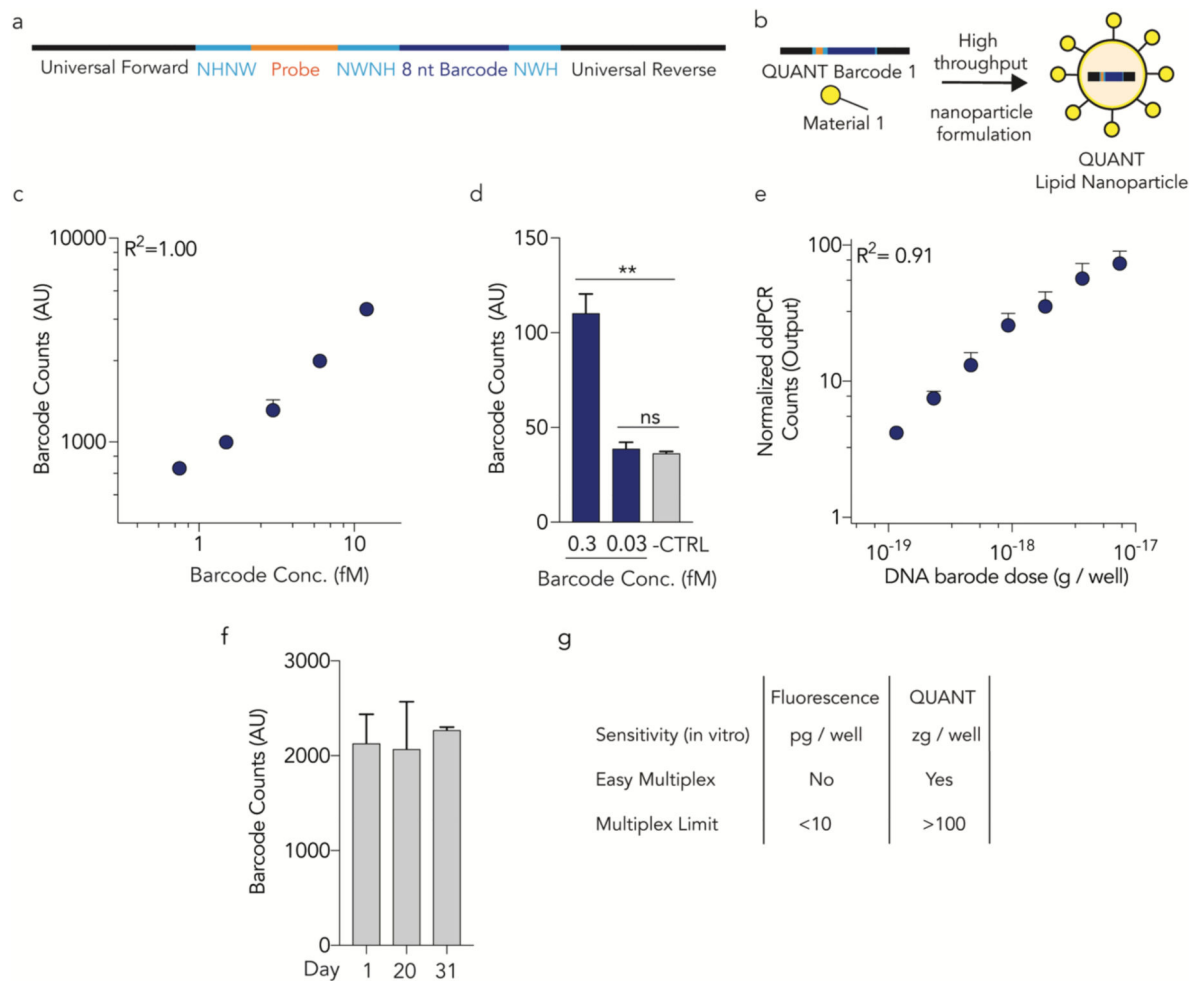 a
Universal Forward NHNW Probe NWNH 8 nt Barcode NWH Universal Reverse
b
QUANT Barcode 1
Material 1
High
throughput
nanoparticle
formulation
QUANT
Lipid Nanoparticle
c
R²=1.00
10000
1000
Barcode Counts (AU)
1 10
Barcode Conc. (fM)
d
150
100
50
0
Barcode Counts (AU)
**
ns
0.3 0.03 -CTRL
Barcode Conc. (fM)
e
R²= 0.91
100
10
1
Normalized ddPCR
Counts (Output)
10⁻¹⁹ 10⁻¹⁸ 10⁻¹⁷
DNA barode dose (g / well)
f
3000
2000
1000
0
Barcode Counts (AU)
Day 1 20 31
g
Fluorescence QUANT
Sensitivity (in vitro) pg / well zg / well
Easy Multiplex No Yes
Multiplex Limit <10 >100